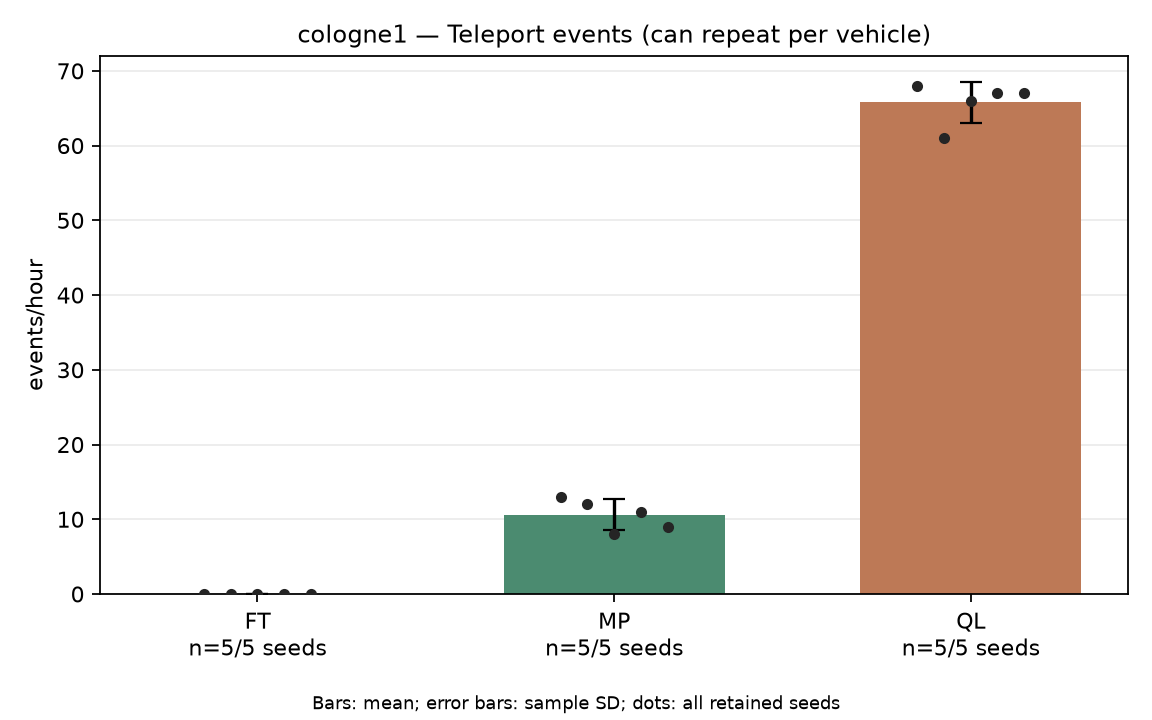 cologne1 — Teleport events (can repeat per vehicle)
events/hour
70
60
50
40
30
20
10
0
FT
n=5/5 seeds
MP
n=5/5 seeds
QL
n=5/5 seeds
Bars: mean; error bars: sample SD; dots: all retained seeds